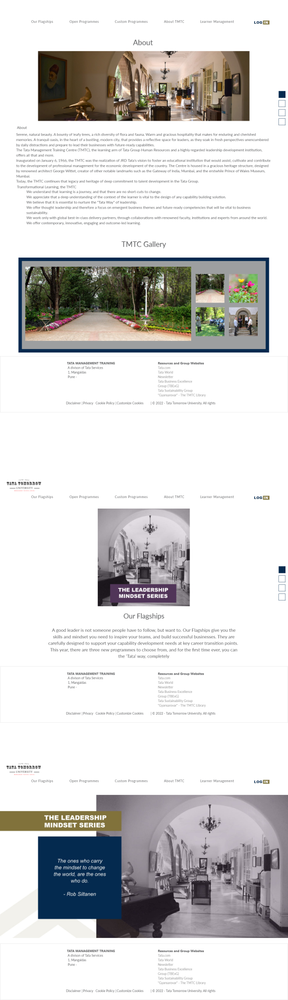 Our Flagships Open Programmes Custom Programmes About TMTC Learner Management LOG IN
About
About
Serene, natural beauty. A bounty of leafy trees, a rich diversity of flora and fauna. Warm and gracious hospitality that makes for enduring and cherished
memories. A tranquil oasis, in the heart of a bustling, modern city, that provides a reflective space for leaders, as they soak in fresh perspectives unencumbered
by daily distractions and prepare to lead their businesses with future-ready capabilities.
The Tata Management Training Centre (TMTC), the learning arm of Tata Group Human Resources and a highly regarded leadership development institution,
offers all that and more.
Inaugurated on January 6, 1966, the TMTC was the realization of JRD Tata's vision to foster an educational institution that would assist, cultivate and contribute
to the development of professional management for the economic development of the country. The Centre is housed in a gracious heritage structure, designed
by renowned architect George Wittet, creator of other notable landmarks such as the Gateway of India, Mumbai, and the erstwhile Prince of Wales Museum,
Mumbai.
Today, the TMTC continues that legacy and heritage of deep commitment to talent development in the Tata Group.
Transformational Learning, the TMTC
We understand that learning is a journey, and that there are no short-cuts to change.
We appreciate that a deep understanding of the context of the learner is vital to the design of any capability building solution.
We believe that it is essential to nurture the "Tata Way" of leadership.
We offer thought leadership and therefore a focus on emergent business themes and future-ready competencies that will be vital to business
sustainability.
We work only with global best-in-class delivery partners, through collaborations with renowned faculty, institutions and experts from around the world.
We offer contemporary, innovative, engaging and outcome-led learning.
TMTC Gallery
TATA MANAGEMENT TRAINING
A divison of Tata Services
1, Mangaldas
Pune -
Resources and Group Websites
Tata.com
Tata World
Newsletter
Tata Business Excellence
Group (TBExG)
Tata Sustainability Group
"Gyansarovar" - The TMTC Library
Disclaimer | Privacy Cookie Policy | Customize Cookies | © 2022 - Tata Tomorrow University. All rights
TATA TOMORROW
UNIVERSITY
Our Flagships Open Programmes Custom Programmes About TMTC Learner Management LOG IN
THE LEADERSHIP
MINDSET SERIES
Our Flagships
A good leader is not someone people have to follow, but want to. Our Flagships give you the
skills and mindset you need to inspire your teams, and build successful businesses. They are
carefully designed to support your capability development needs at key career transition points.
This year, there are three new programmes to choose from, and for the first time ever, you can
the 'Tata' way, completely
TATA MANAGEMENT TRAINING
A divison of Tata Services
1, Mangaldas
Pune -
Resources and Group Websites
Tata.com
Tata World
Newsletter
Tata Business Excellence
Group (TBExG)
Tata Sustainability Group
"Gyansarovar" - The TMTC Library
Disclaimer | Privacy Cookie Policy | Customize Cookies | © 2022 - Tata Tomorrow University. All rights
TATA TOMORROW
UNIVERSITY
Our Flagships Open Programmes Custom Programmes About TMTC Learner Management LOG IN
THE LEADERSHIP
MINDSET SERIES
The ones who carry
the mindset to change
the world, are the ones
who do.
- Rob Siltanen
TATA MANAGEMENT TRAINING
A divison of Tata Services
1, Mangaldas
Pune -
Resources and Group Websites
Tata.com
Tata World
Newsletter
Tata Business Excellence
Group (TBExG)
Tata Sustainability Group
"Gyansarovar" - The TMTC Library
Disclaimer | Privacy Cookie Policy | Customize Cookies | © 2022 - Tata Tomorrow University. All rights